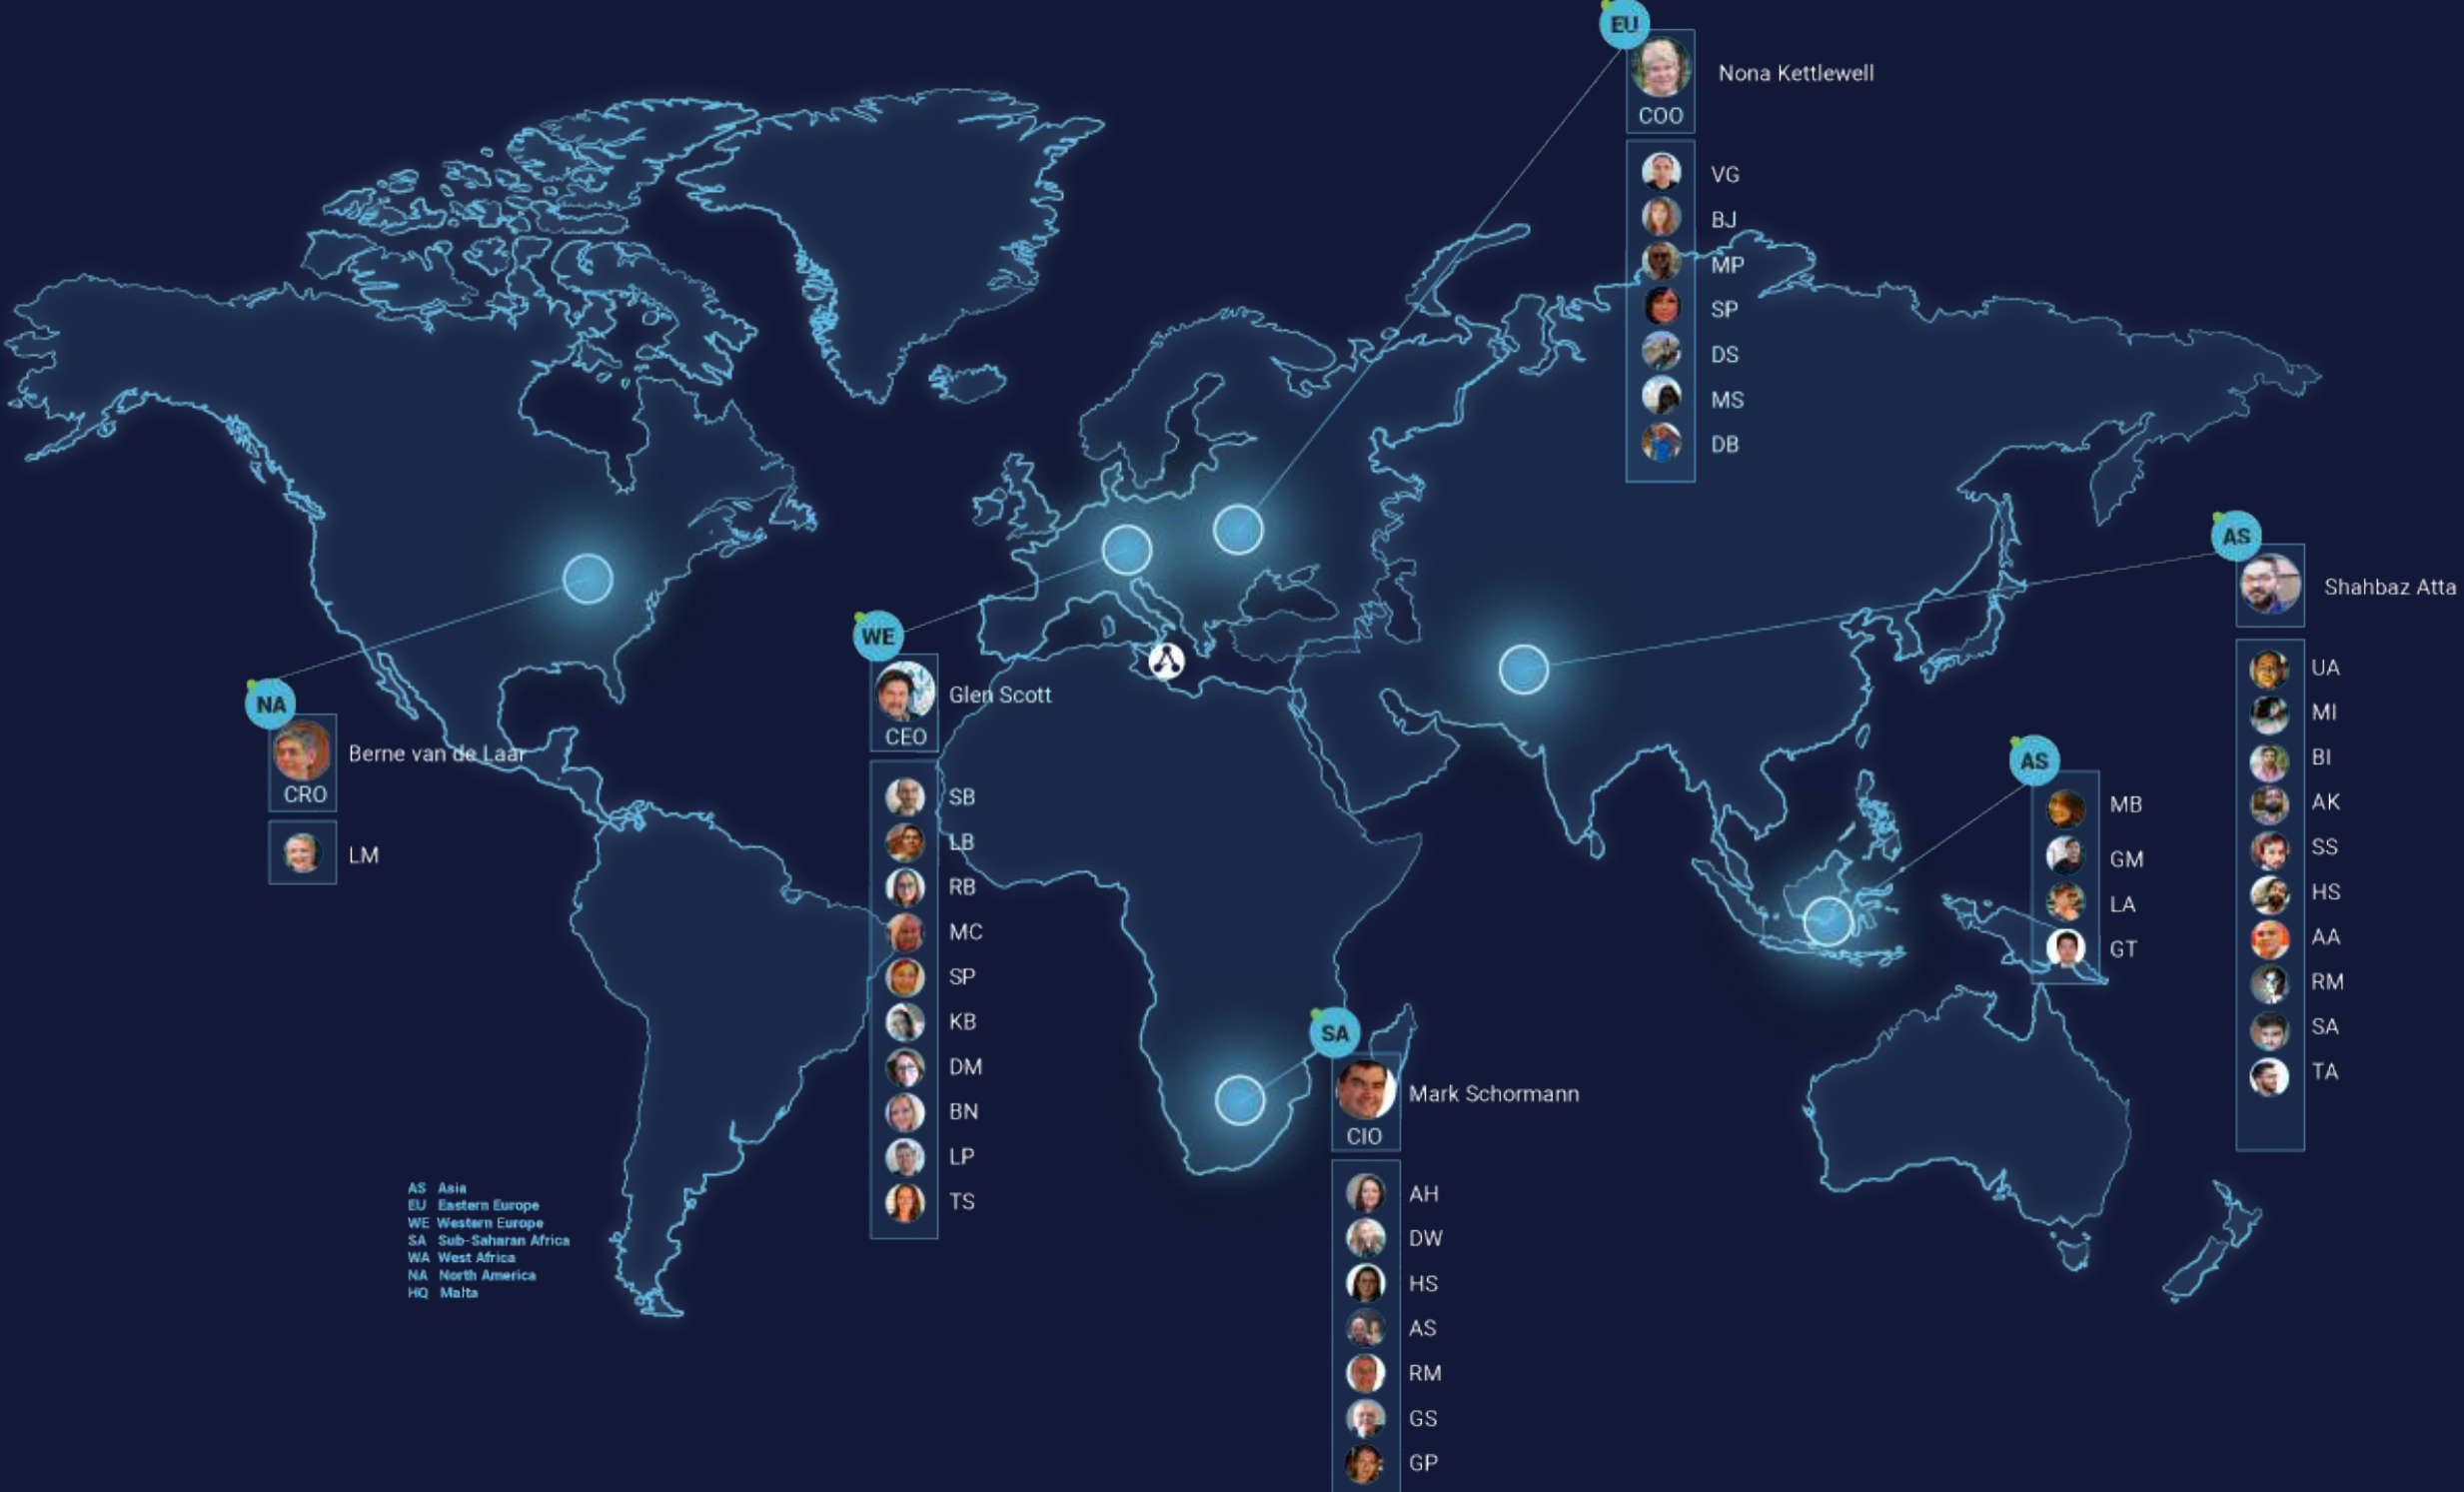 EU
Nona Kettlewell
COO
VG
BJ
MP
SP
DS
MS
DB
AS
Shahbaz Atta
UA
MI
BI
AK
SS
HS
AA
RM
SA
TA
WE
Glen Scott
CEO
SB
LB
RB
MC
SP
KB
DM
BN
LP
TS
NA
Berne van de Laar
CRO
LM
AS
MB
GM
LA
GT
SA
Mark Schormann
CIO
AH
DW
HS
AS
RM
GS
GP
AS Asia
EU Eastern Europe
WE Western Europe
SA Sub-Saharan Africa
WA West Africa
NA North America
HQ Malta